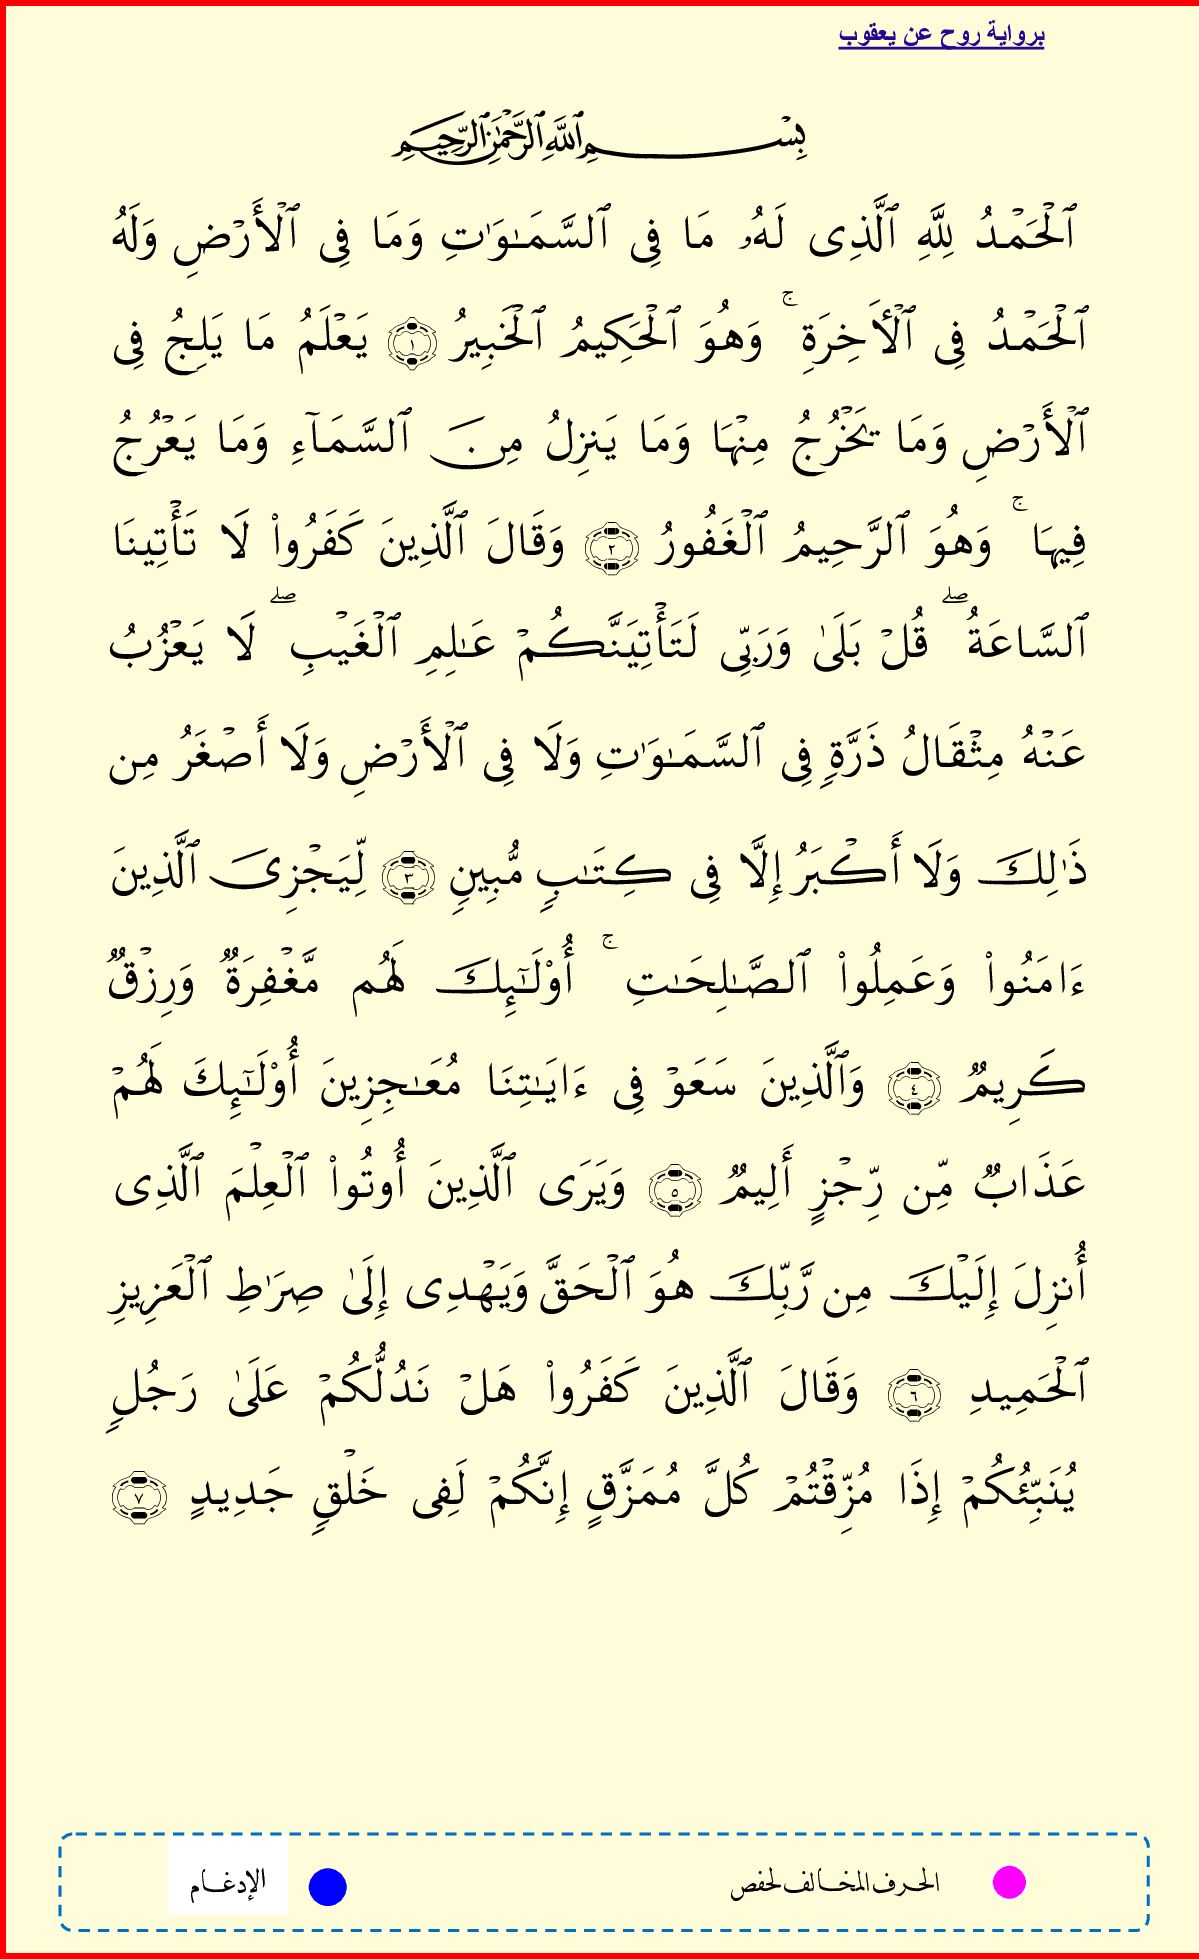 برواية روح عن يعقوب
بِسْمِ ٱللَّهِ ٱلرَّحْمَٰنِ ٱلرَّحِيمِ
ٱلْحَمْدُ لِلَّهِ ٱلَّذِى لَهُۥ مَا فِى ٱلسَّمَـٰوَٰتِ وَمَا فِى ٱلْأَرْضِ وَلَهُ
ٱلْحَمْدُ فِى ٱلْـَٔاخِرَةِ ۚ وَهُوَ ٱلْحَكِيمُ ٱلْخَبِيرُ ١ يَعْلَمُ مَا يَلِجُ فِى
ٱلْأَرْضِ وَمَا يَخْرُجُ مِنْهَا وَمَا يَنزِلُ مِنَ ٱلسَّمَآءِ وَمَا يَعْرُجُ
فِيهَا ۚ وَهُوَ ٱلرَّحِيمُ ٱلْغَفُورُ ٢ وَقَالَ ٱلَّذِينَ كَفَرُوا۟ لَا تَأْتِينَا
ٱلسَّاعَةُ ۖ قُلْ بَلَىٰ وَرَبِّى لَتَأْتِيَنَّكُمْ عَـٰلِمِ ٱلْغَيْبِ ۖ لَا يَعْزُبُ
عَنْهُ مِثْقَالُ ذَرَّةٍ فِى ٱلسَّمَـٰوَٰتِ وَلَا فِى ٱلْأَرْضِ وَلَا أَصْغَرُ مِن
ذَٰلِكَ وَلَا أَكْبَرُ إِلَّا فِى كِتَـٰبٍ مُّبِينٍ ٣ لِّيَجْزِىَ ٱلَّذِينَ
ءَامَنُوا۟ وَعَمِلُوا۟ ٱلصَّـٰلِحَـٰتِ ۚ أُوْلَـٰٓئِكَ لَهُم مَّغْفِرَةٌ وَرِزْقٌ
كَرِيمٌ ٤ وَٱلَّذِينَ سَعَوْ فِى ءَايَـٰتِنَا مُعَـٰجِزِينَ أُوْلَـٰٓئِكَ لَهُمْ
عَذَابٌ مِّن رِّجْزٍ أَلِيمٌ ٥ وَيَرَى ٱلَّذِينَ أُوتُوا۟ ٱلْعِلْمَ ٱلَّذِى
أُنزِلَ إِلَيْكَ مِن رَّبِّكَ هُوَ ٱلْحَقَّ وَيَهْدِى إِلَىٰ صِرَٰطِ ٱلْعَزِيزِ
ٱلْحَمِيدِ ٦ وَقَالَ ٱلَّذِينَ كَفَرُوا۟ هَلْ نَدُلُّكُمْ عَلَىٰ رَجُلٍ
يُنَبِّئُكُمْ إِذَا مُزِّقْتُمْ كُلَّ مُمَزَّقٍ إِنَّكُمْ لَفِى خَلْقٍ جَدِيدٍ ٧
الحرف المخالف لحفص
الإدغام